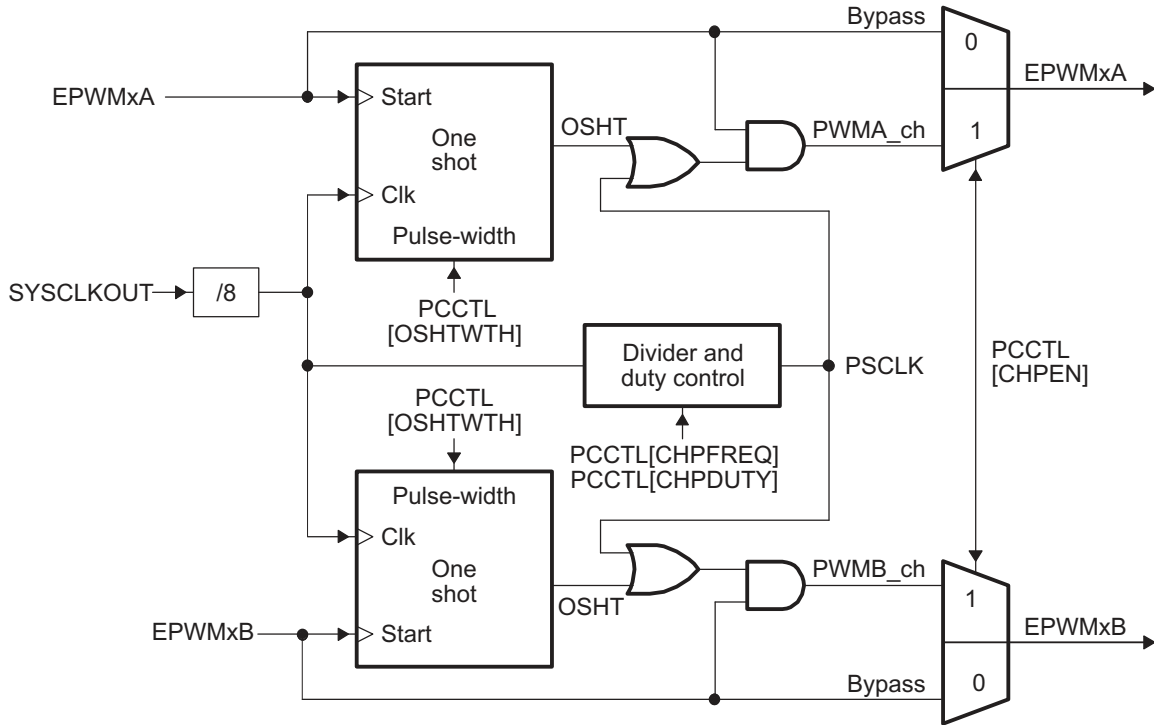 Bypass
0
EPWMxA
EPWMxA
Start
OSHT
One
shot
PWMA_ch
1
Clk
Pulse-width
SYSCLKOUT
/8
PCCTL
[OSHTWTH]
Divider and
duty control
PSCLK
PCCTL
[CHPEN]
PCCTL
[OSHTWTH]
PCCTL[CHPFREQ]
PCCTL[CHPDUTY]
Pulse-width
Clk
One
shot
OSHT
PWMB_ch
1
EPWMxB
Start
EPWMxB
Bypass
0